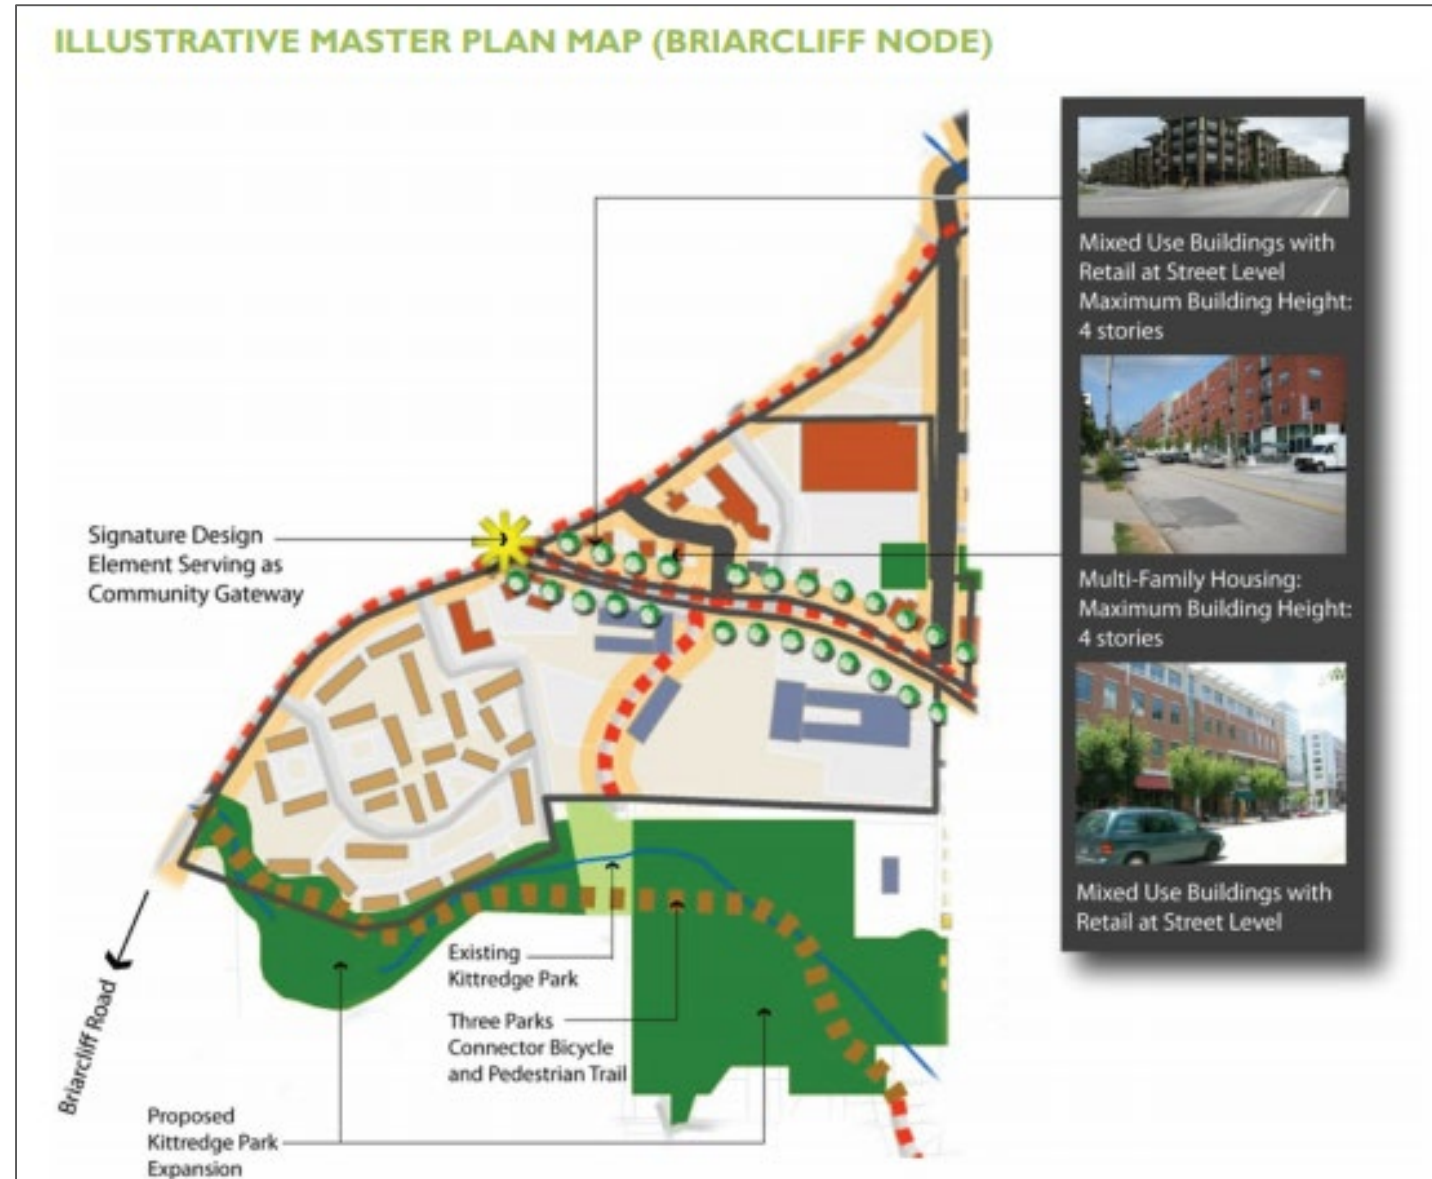 ILLUSTRATIVE MASTER PLAN MAP (BRIARCLIFF NODE)
Mixed Use Buildings with
Retail at Street Level
Maximum Building Height:
4 stories
Multi-Family Housing:
Maximum Building Height:
4 stories
Mixed Use Buildings with
Retail at Street Level
Signature Design
Element Serving as
Community Gateway
Existing
Kittredge Park
Three Parks
Connector Bicycle
and Pedestrian Trail
Briarcliff Road
Proposed
Kittredge Park
Expansion